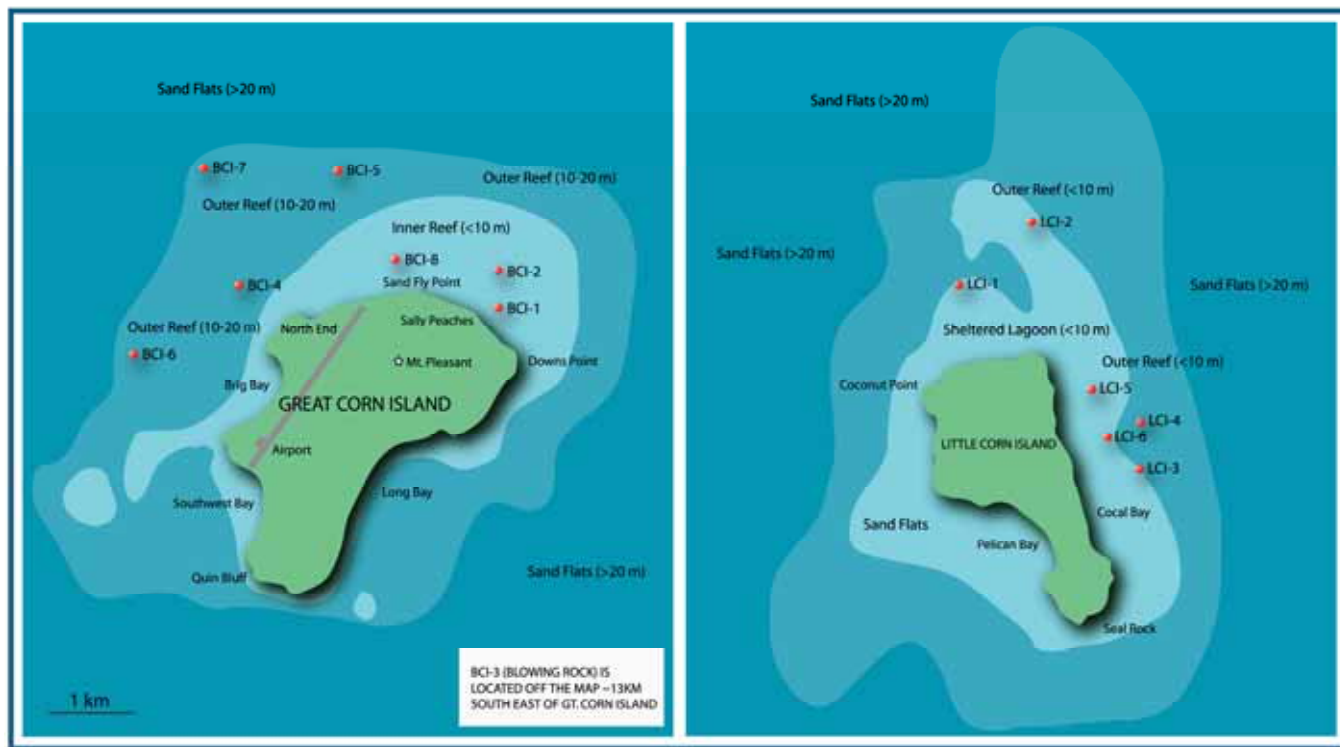 Sand Flats (>20 m)
BCI-7
BCI-5
Outer Reef (10-20 m)
Outer Reef (10-20 m)
Inner Reef (<10 m)
BCI-8
BCI-2
Sand Fly Point
BCI-4
BCI-1
Sally Peaches
North End
Outer Reef (10-20 m)
BCI-6
Mt. Pleasant
Downs Point
Brig Bay
GREAT CORN ISLAND
Airport
Southwest Bay
Long Bay
Quin Bluff
Sand Flats (>20 m)
BCI-3 (BLOWING ROCK) IS
LOCATED OFF THE MAP ~13KM
SOUTH EAST OF GT. CORN ISLAND
1 km
Sand Flats (>20 m)
Outer Reef (<10 m)
LCI-2
Sand Flats (>20 m)
LCI-1
Sand Flats (>20 m)
Sheltered Lagoon (<10 m)
Outer Reef (<10 m)
Coconut Point
LCI-5
LCI-4
LCI-6
LITTLE CORN ISLAND
LCI-3
Cocal Bay
Sand Flats
Pelican Bay
Seal Rock